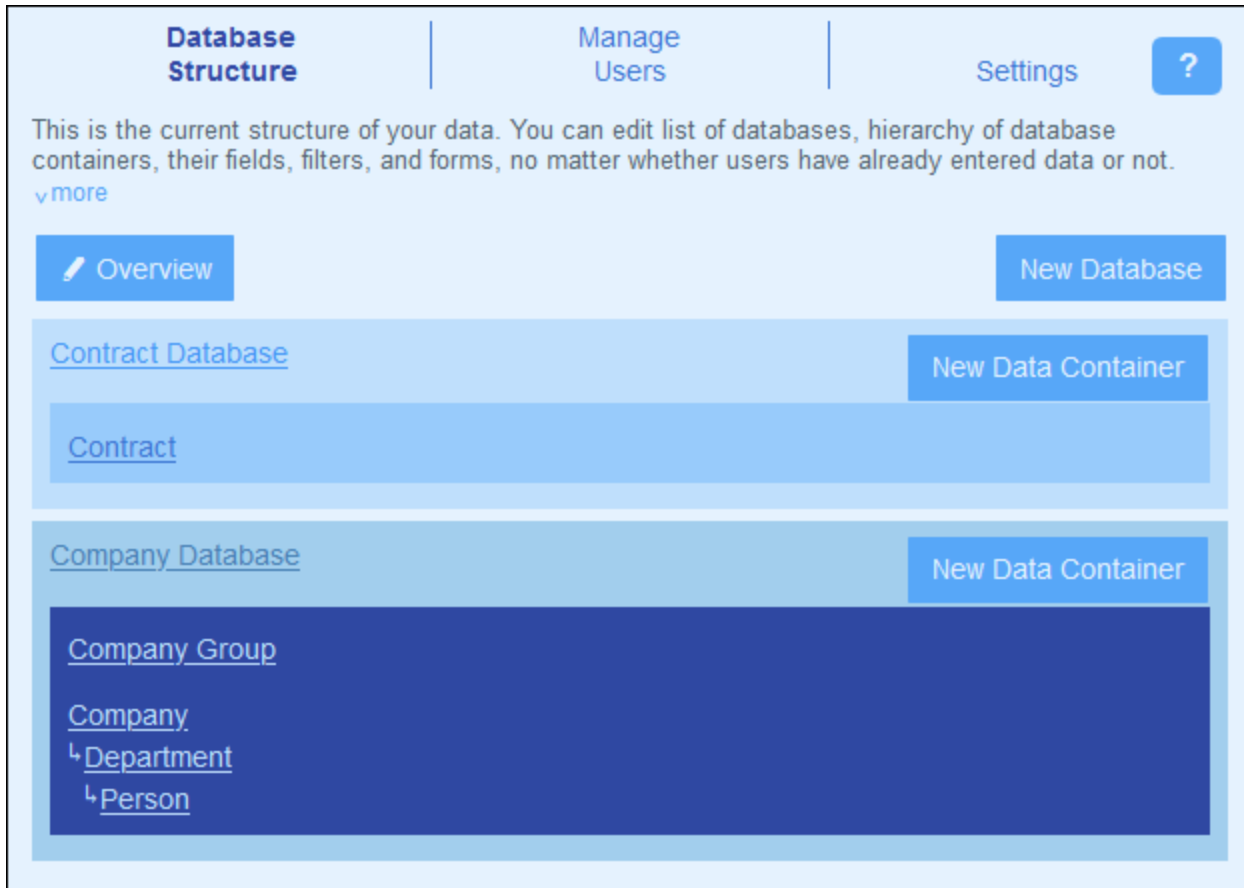 Database
Structure
Manage
Users
Settings
?
This is the current structure of your data. You can edit list of databases, hierarchy of database
containers, their fields, filters, and forms, no matter whether users have already entered data or not.
more
Overview
New Database
Contract Database
New Data Container
Contract
Company Database
New Data Container
Company Group
Company
Department
Person